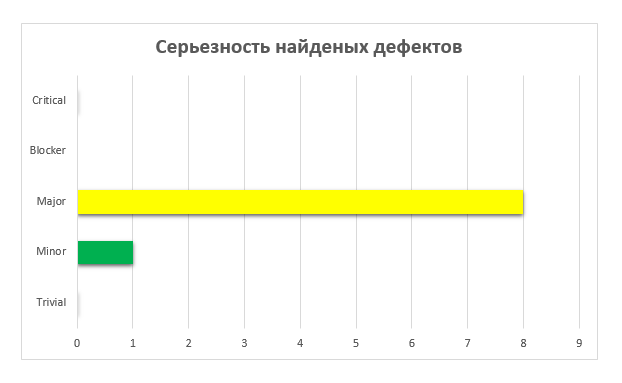 Серьезность найденых дефектов
Critical
Blocker
Major
Minor
Trivial
0 1 2 3 4 5 6 7 8 9